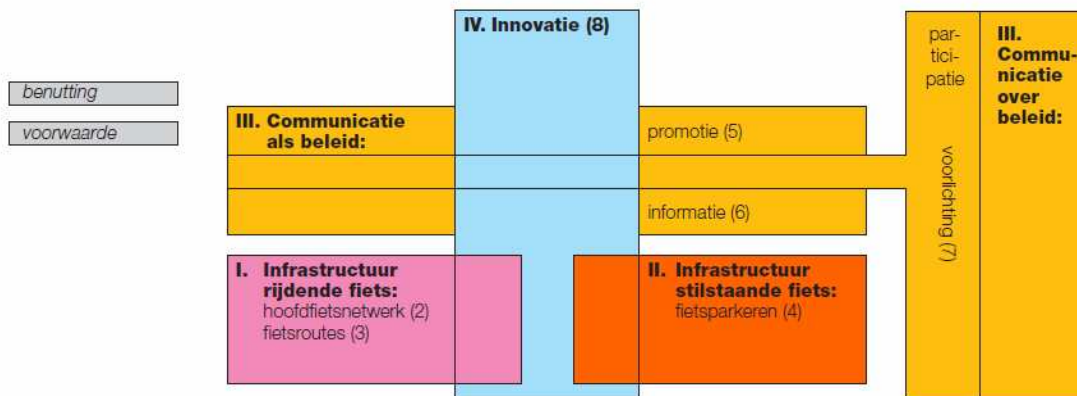 IV. Innovatie (8)
benutting
voorwaarde
III. Communicatie
als beleid:
promotie (5)
informatie (6)
I. Infrastructuur
rijdende fiets:
hoofdfietsnetwerk (2)
fietsroutes (3)
II. Infrastructuur
stilstaande fiets:
fietsparkeren (4)
par-
tici-
patie
voorlichting (7)
III.
Commu-
nicatie
over
beleid: